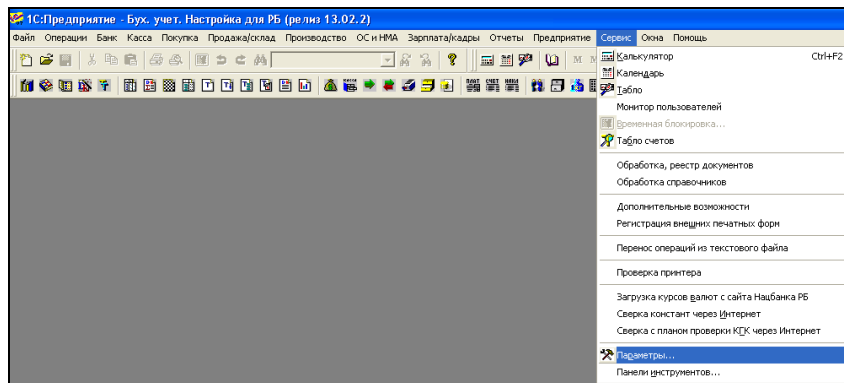 1С:Предприятие - Бух. учет. Настройка для РБ (релиз 13.02.2)
Файл Операции Банк Касса Покупка Продажа/склад Производство ОС и НМА Зарплата/кадры Отчеты Предприятие Сервис Окна Помощь
Калькулятор Ctrl+F2
Календарь
Табло
Монитор пользователей
Временная блокировка...
Табло счетов
Обработка, реестр документов
Обработка справочников
Дополнительные возможности
Регистрация внешних печатных форм
Перенос операций из текстового файла
Проверка принтера
Загрузка курсов валют с сайта Нацбанка РБ
Сверка констант через Интернет
Сверка с планом проверки КГК через Интернет
Параметры...
Панели инструментов...